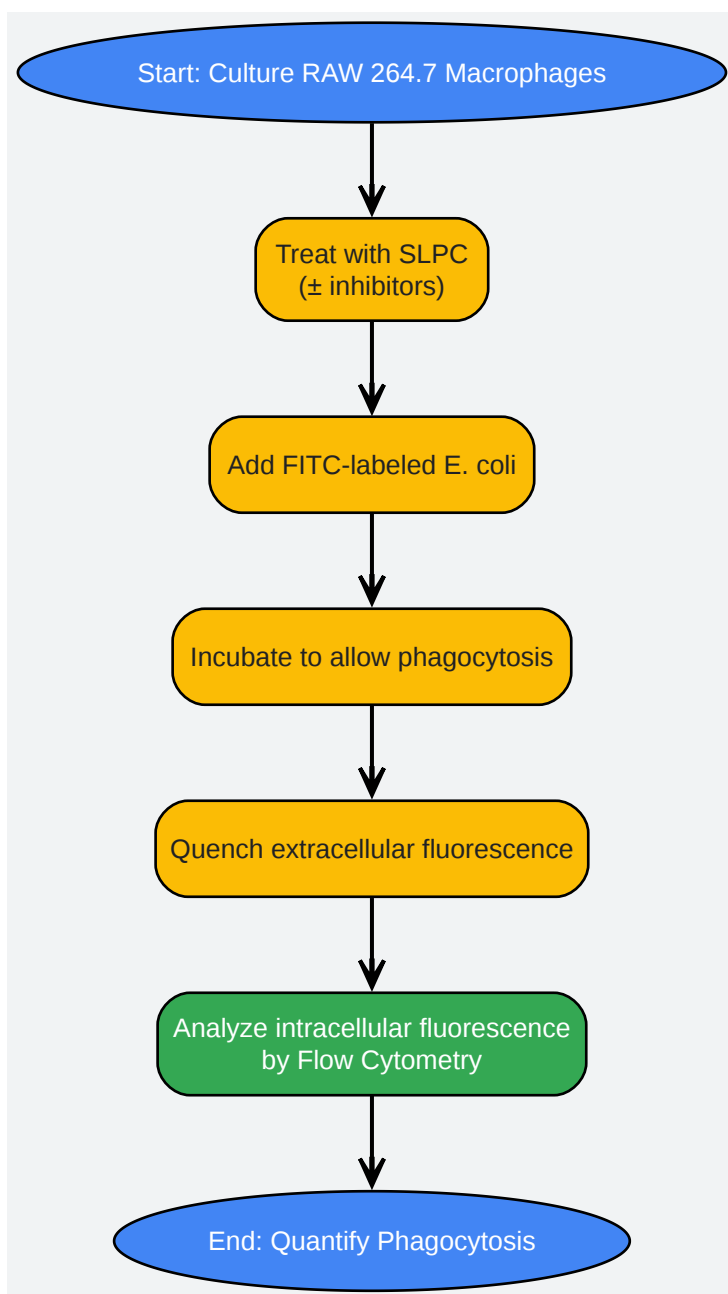 Start: Culture RAW 264.7 Macrophages
Treat with SLPC
(± inhibitors)
Add FITC-labeled E. coli
Incubate to allow phagocytosis
Quench extracellular fluorescence
Analyze intracellular fluorescence
by Flow Cytometry
End: Quantify Phagocytosis